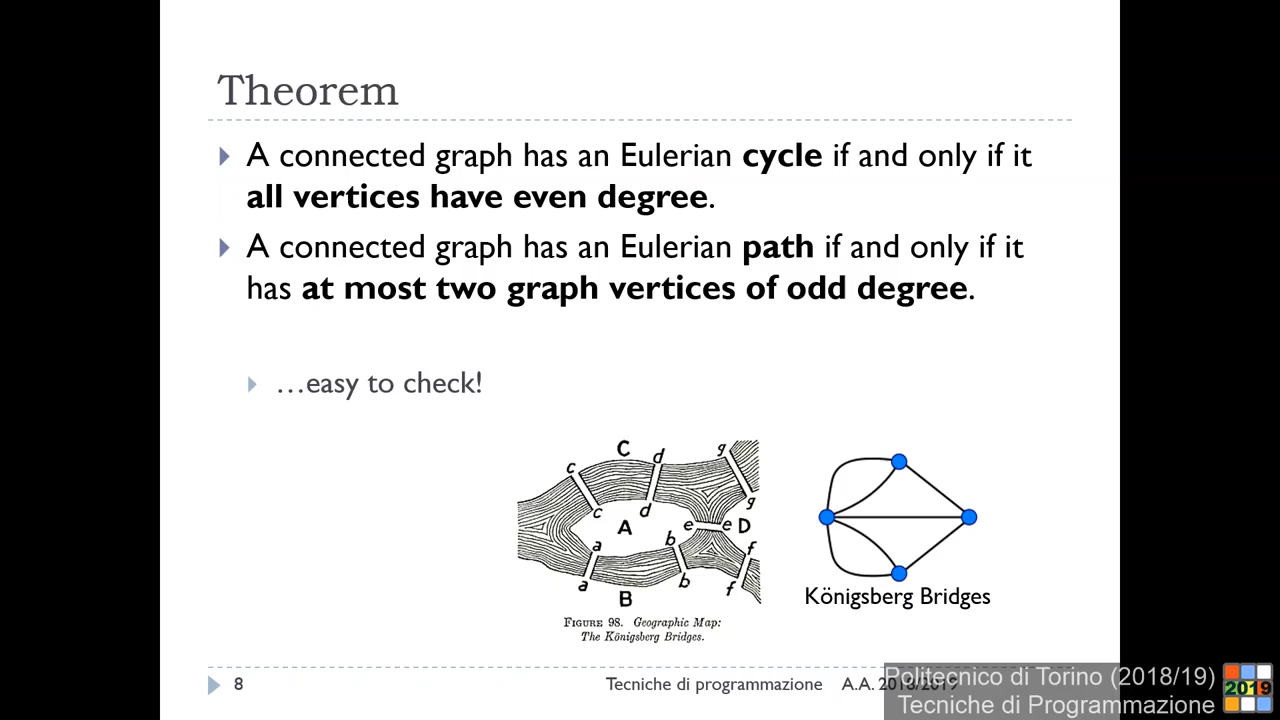 Theorem
A connected graph has an Eulerian cycle if and only if it
all vertices have even degree.
A connected graph has an Eulerian path if and only if it
has at most two graph vertices of odd degree.
…easy to check!
C
c
d
g
c
d
g
A
e
e
D
a
b
f
a
b
f
B
FIGURE 98. Geographic Map:
The Königsberg Bridges.
Königsberg Bridges
8
Tecniche di programmazione A.A. 2018/2019
Politecnico di Torino (2018/19)
Tecniche di Programmazione
2019